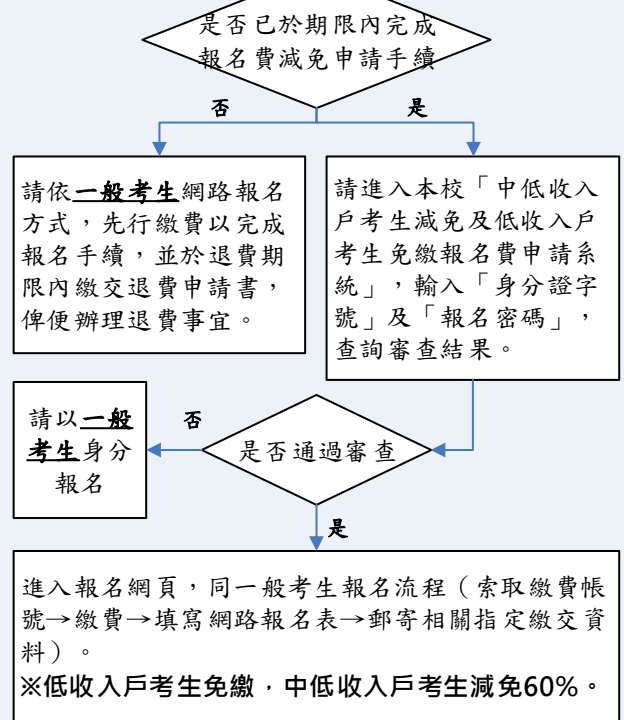 是否已於期限內完成
報名費減免申請手續
否
是
請依一般考生網路報名
方式，先行繳費以完成
報名手續，並於退費期
限內繳交退費申請書，
俾便辦理退費事宜。
請進入本校「中低收入
戶考生減免及低收入戶
考生免繳報名費申請系
統」，輸入「身分證字
號」及「報名密碼」，
查詢審查結果。
請以一般
考生身分
報名
否
是否通過審查
是
進入報名網頁，同一般考生報名流程（索取繳費帳
號→繳費→填寫網路報名表→郵寄相關指定繳交資
料）。
※低收入戶考生免繳，中低收入戶考生減免60%。